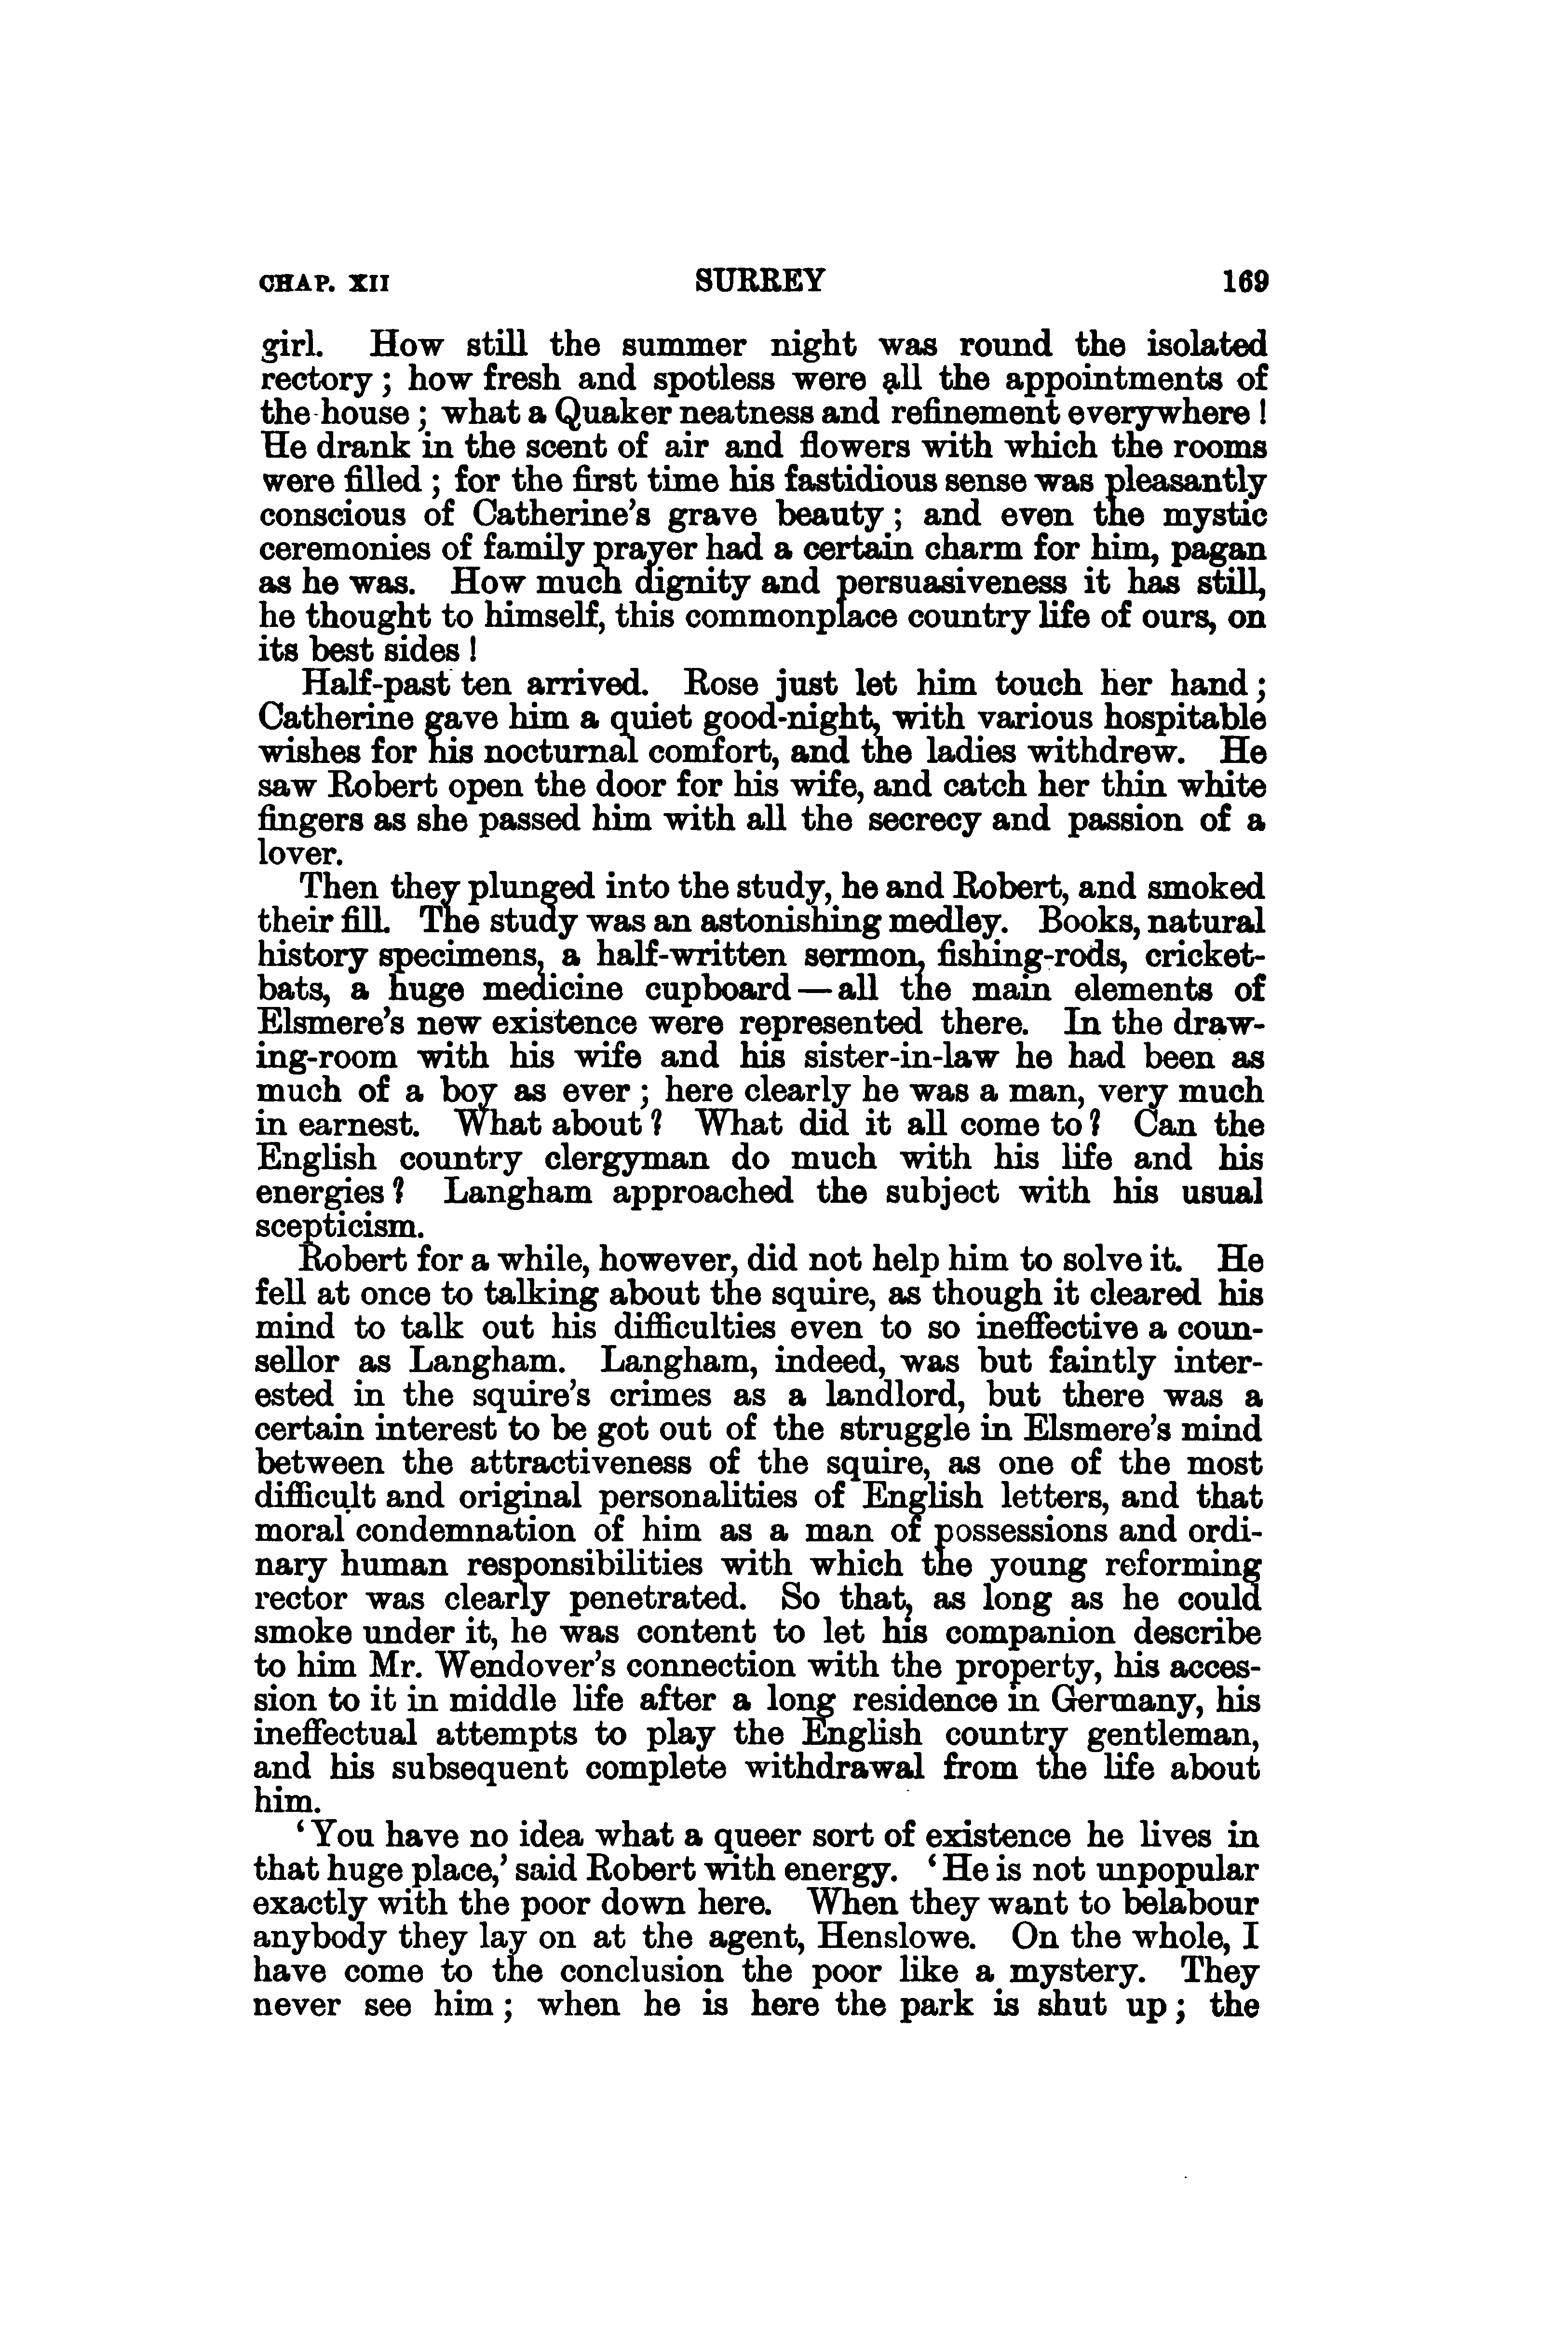 CHAP. XII SURREY 169
girl. How still the summer night was round the isolated
rectory ; how fresh and spotless were all the appointments of
the house ; what a Quaker neatness and refinement everywhere !
He drank in the scent of air and flowers with which the rooms
were filled ; for the first time his fastidious sense was pleasantly
conscious of Catherine’s grave beauty ; and even the mystic
ceremonies of family prayer had a certain charm for him, pagan
as he was. How much dignity and persuasiveness it has still,
he thought to himself, this commonplace country life of ours, on
its best sides !
Half-past ten arrived. Rose just let him touch her hand ;
Catherine gave him a quiet good-night, with various hospitable
wishes for his nocturnal comfort, and the ladies withdrew. He
saw Robert open the door for his wife, and catch her thin white
fingers as she passed him with all the secrecy and passion of a
lover.
Then they plunged into the study, he and Robert, and smoked
their fill. The study was an astonishing medley. Books, natural
history specimens, a half-written sermon, fishing-rods, cricket-
bats, a huge medicine cupboard — all the main elements of
Elsmere’s new existence were represented there. In the draw-
ing-room with his wife and his sister-in-law he had been as
much of a boy as ever ; here clearly he was a man, very much
in earnest. What about ? What did it all come to ? Can the
English country clergyman do much with his life and his
energies ? Langham approached the subject with his usual
scepticism.
Robert for a while, however, did not help him to solve it. He
fell at once to talking about the squire, as though it cleared his
mind to talk out his difficulties even to so ineffective a coun-
sellor as Langham. Langham, indeed, was but faintly inter-
ested in the squire’s crimes as a landlord, but there was a
certain interest to be got out of the struggle in Elsmere’s mind
between the attractiveness of the squire, as one of the most
difficult and original personalities of English letters, and that
moral condemnation of him as a man of possessions and ordi-
nary human responsibilities with which the young reforming
rector was clearly penetrated. So that, as long as he could
smoke under it, he was content to let his companion describe
to him Mr. Wendover’s connection with the property, his acces-
sion to it in middle life after a long residence in Germany, his
ineffectual attempts to play the English country gentleman,
and his subsequent complete withdrawal from the life about
him.
‘ You have no idea what a queer sort of existence he lives in
that huge place,’ said Robert with energy. ‘ He is not unpopular
exactly with the poor down here. When they want to belabour
anybody they lay on at the agent, Henslowe. On the whole, I
have come to the conclusion the poor like a mystery. They
never see him ; when he is here the park is shut up ; the